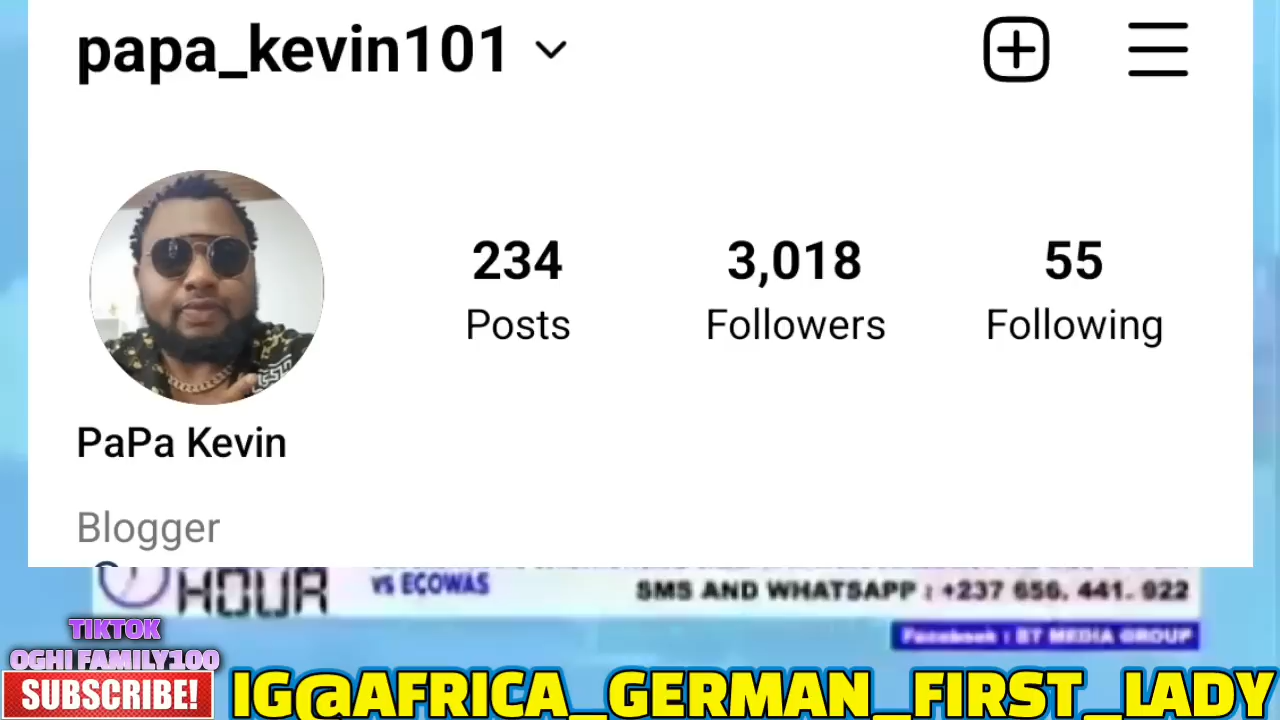 papa_kevin101
234
3,018
55
Posts
Followers
Following
PaPa Kevin
Blogger
HOUR
vs ECOWAS
SMS AND WHATSAPP : +237 656. 441. 922
Facebook : BT MEDIA GROUP
TIKTOK
OGHI FAMILY100
SUBSCRIBE!
IG@AFRICA_GERMAN_FIRST_LADY